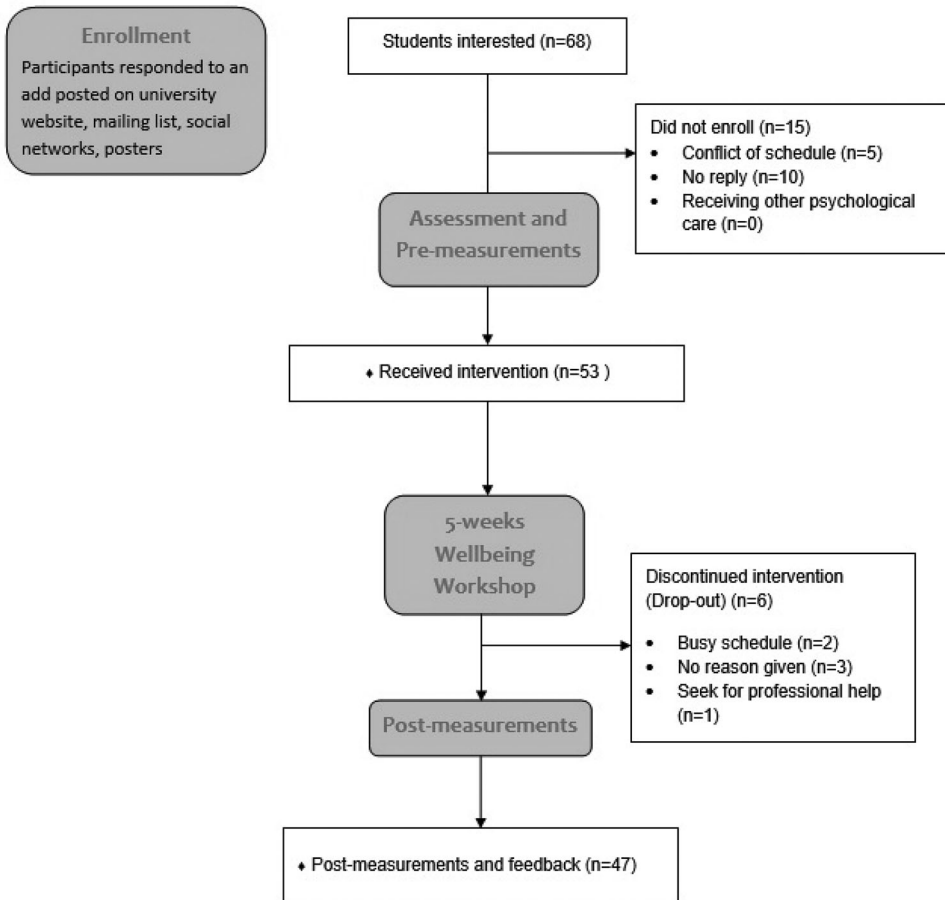 Enrollment
Participants responded to an
add posted on university
website, mailing list, social
networks, posters
Students interested (n=68)
Did not enroll (n=15)
• Conflict of schedule (n=5)
• No reply (n=10)
• Receiving other psychological
care (n=0)
Assessment and
Pre-measurements
♦ Received intervention (n=53 )
5-weeks
Wellbeing
Workshop
Discontinued intervention
(Drop-out) (n=6)
• Busy schedule (n=2)
• No reason given (n=3)
• Seek for professional help
(n=1)
Post-measurements
♦ Post-measurements and feedback (n=47)